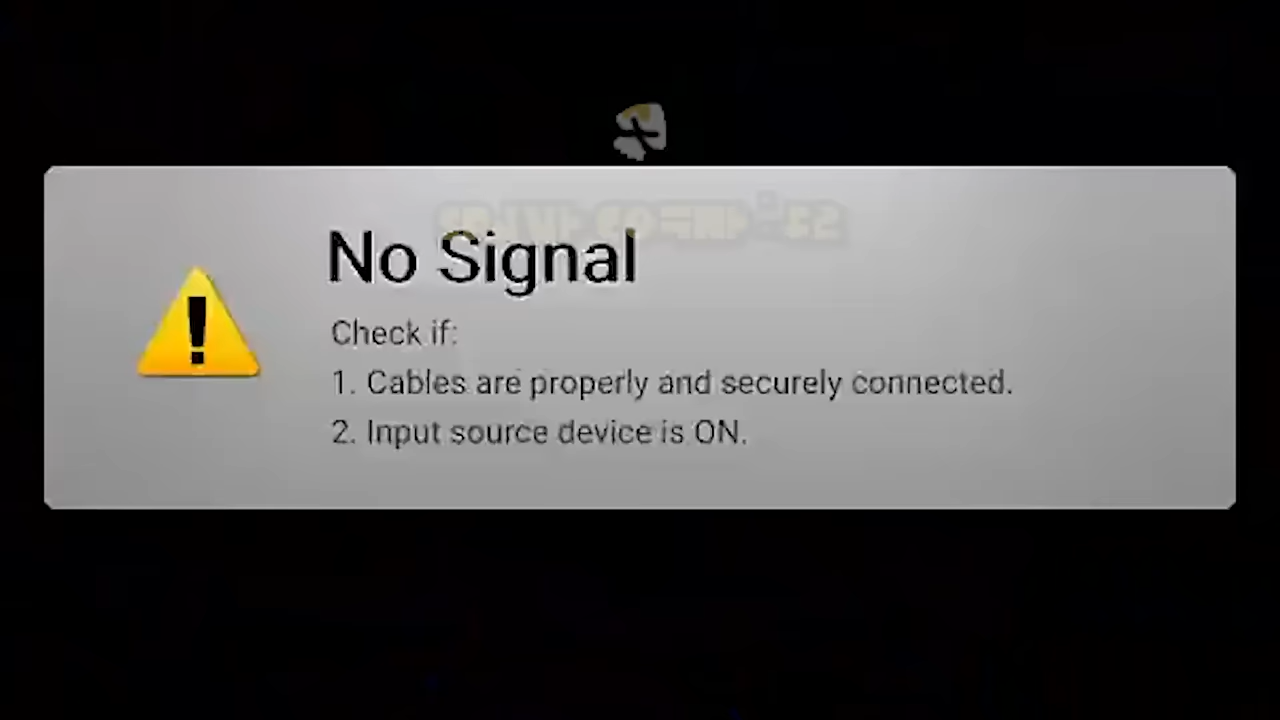 No Signal
Check if:
1. Cables are properly and securely connected.
2. Input source device is ON.